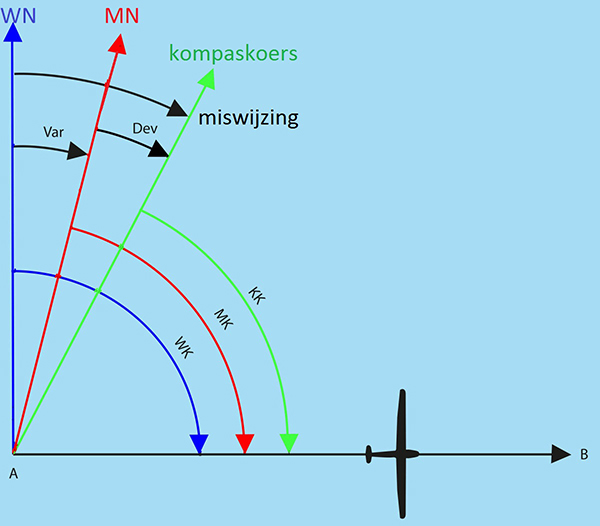 WN
MN
kompaskoers
miswijzing
Var
Dev
KK
MK
WK
A
B